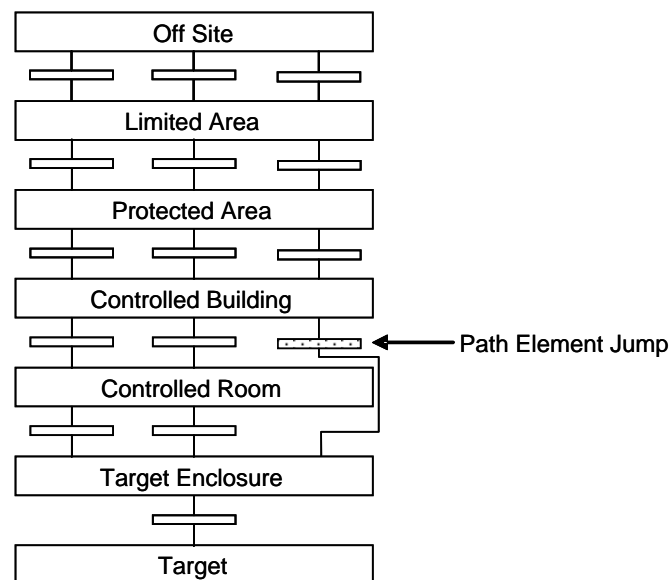 Off Site
Limited Area
Protected Area
Controlled Building
Path Element Jump
Controlled Room
Target Enclosure
Target